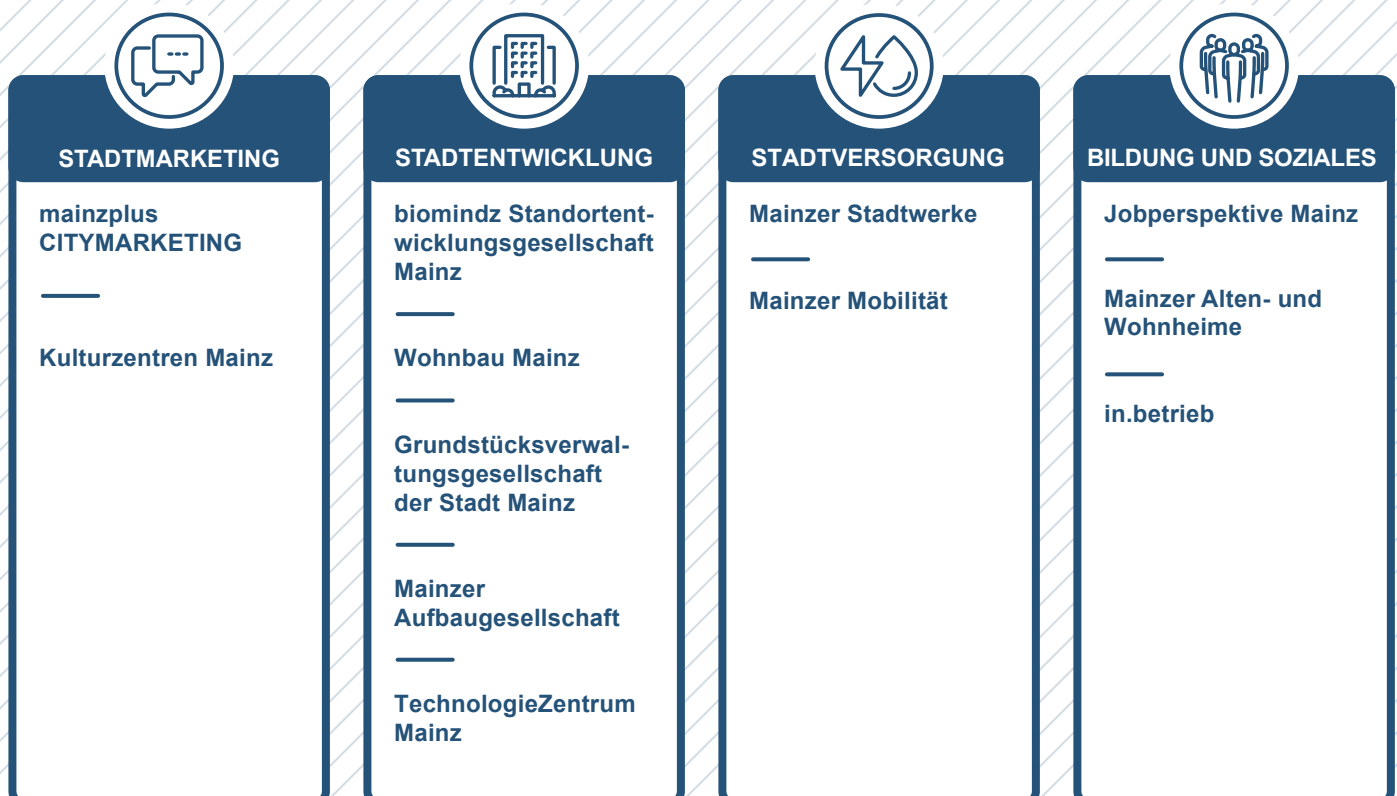 STADTMARKETING
mainzplus
CITYMARKETING
Kulturzentren Mainz
STADTENTWICKLUNG
biomindz Standortent-
wicklungsgesellschaft
Mainz
Wohnbau Mainz
Grundstücksverwal-
tungsgesellschaft
der Stadt Mainz
Mainzer
Aufbaugesellschaft
TechnologieZentrum
Mainz
STADTVERSORGUNG
Mainzer Stadtwerke
Mainzer Mobilität
BILDUNG UND SOZIALES
Jobperspektive Mainz
Mainzer Alten- und
Wohnheime
in.betrieb